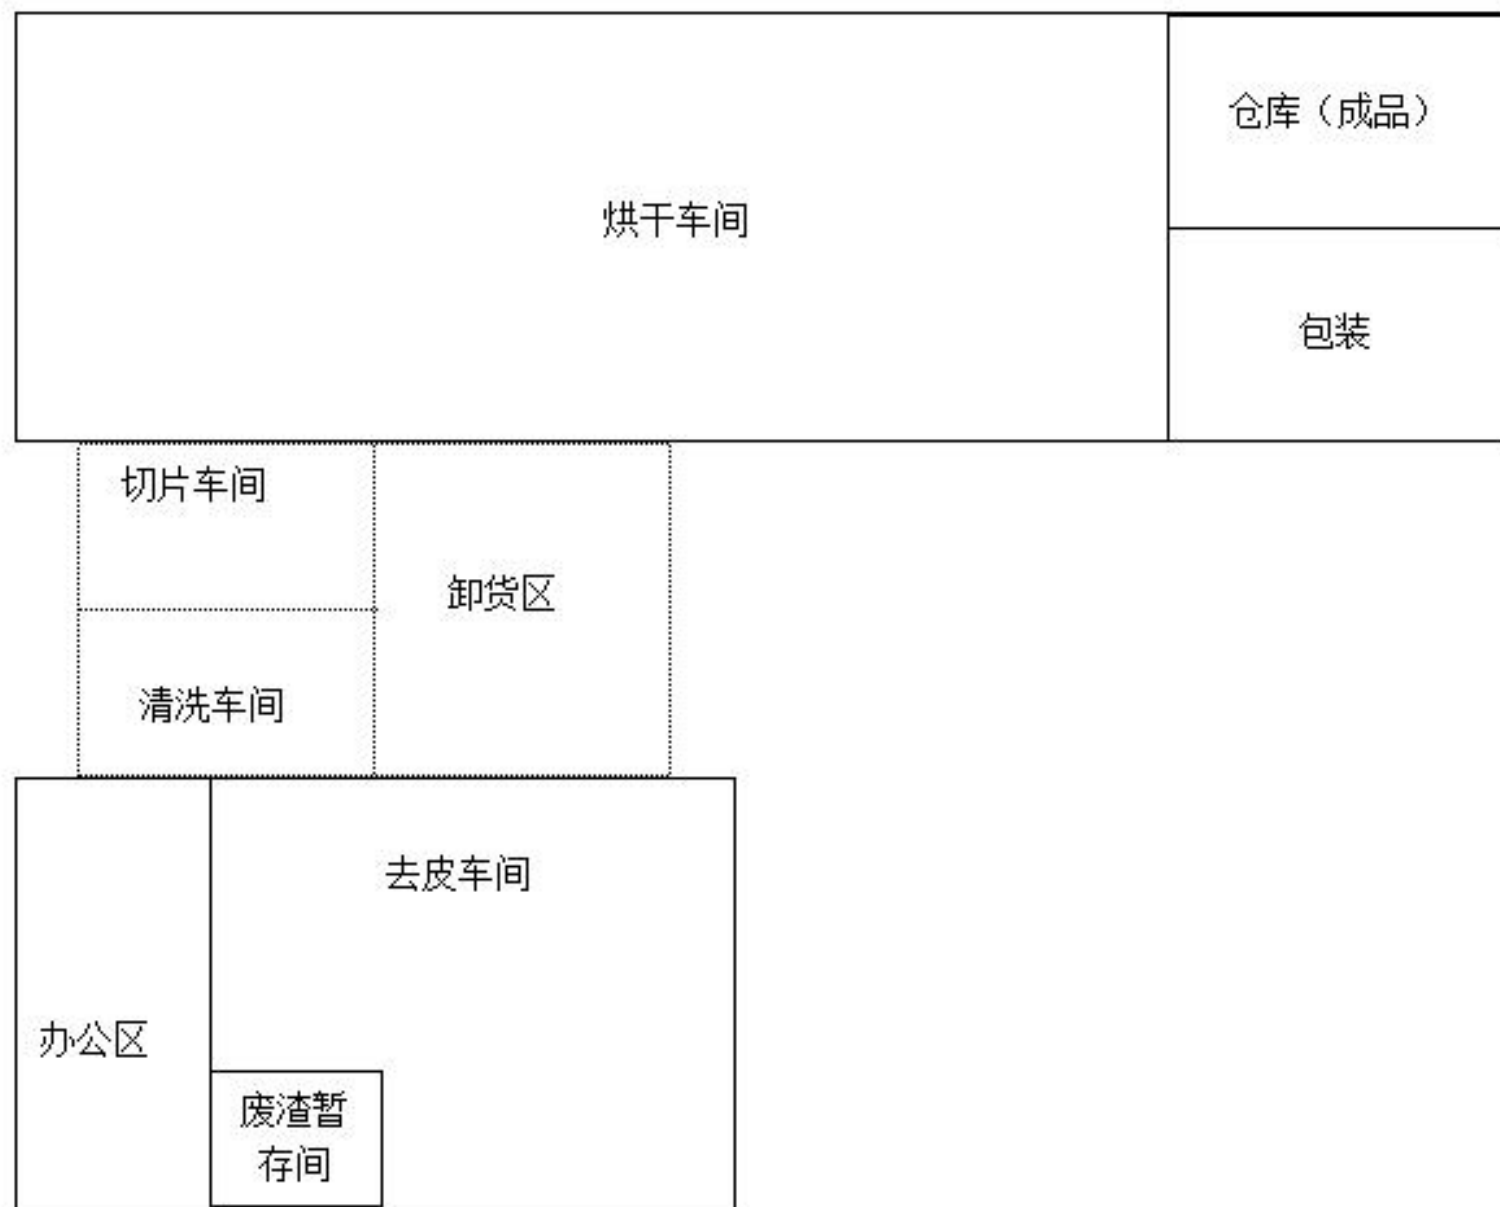 仓库（成品）
烘干车间
包装
切片车间
卸货区
清洗车间
去皮车间
办公区
废渣暂
存间